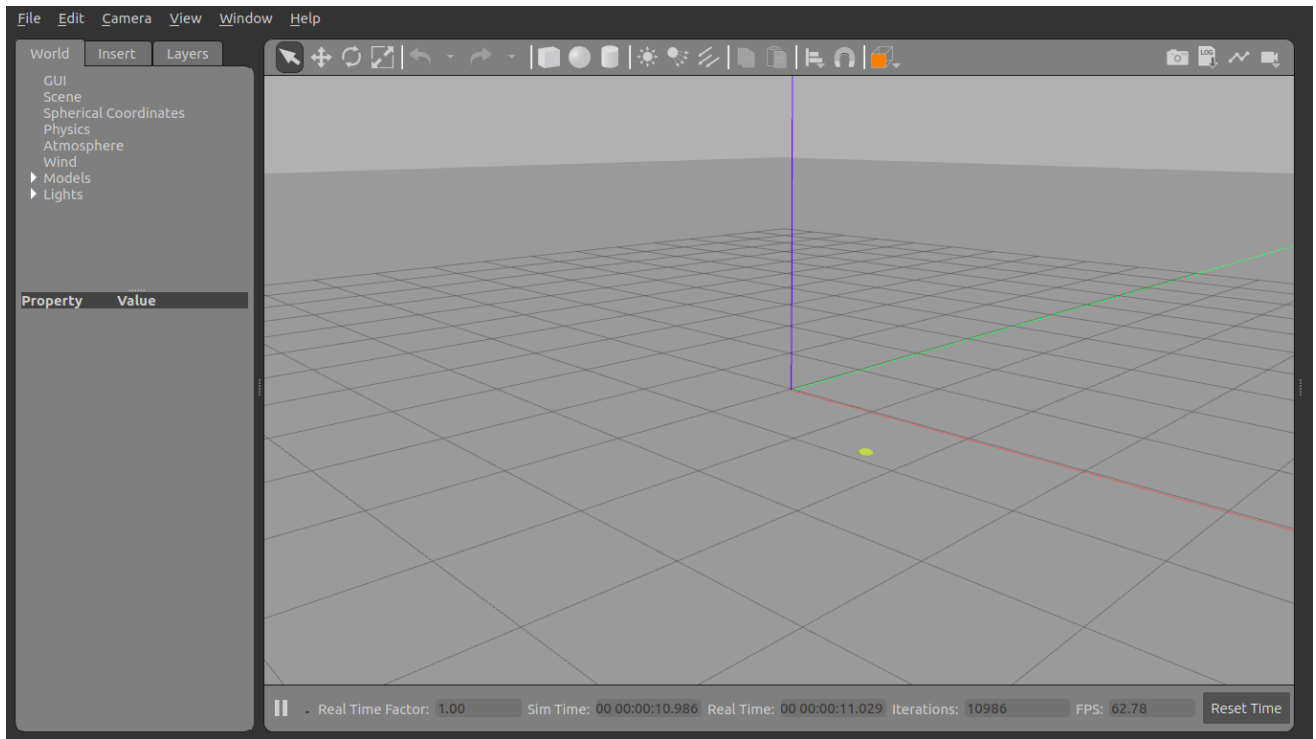 File Edit Camera View Window Help
World Insert Layers
GUI
Scene
Spherical Coordinates
Physics
Atmosphere
Wind
Models
Lights
Property Value
LOG
Real Time Factor: 1.00 Sim Time: 00 00:00:10.986 Real Time: 00 00:00:11.029 Iterations: 10986 FPS: 62.78 Reset Time